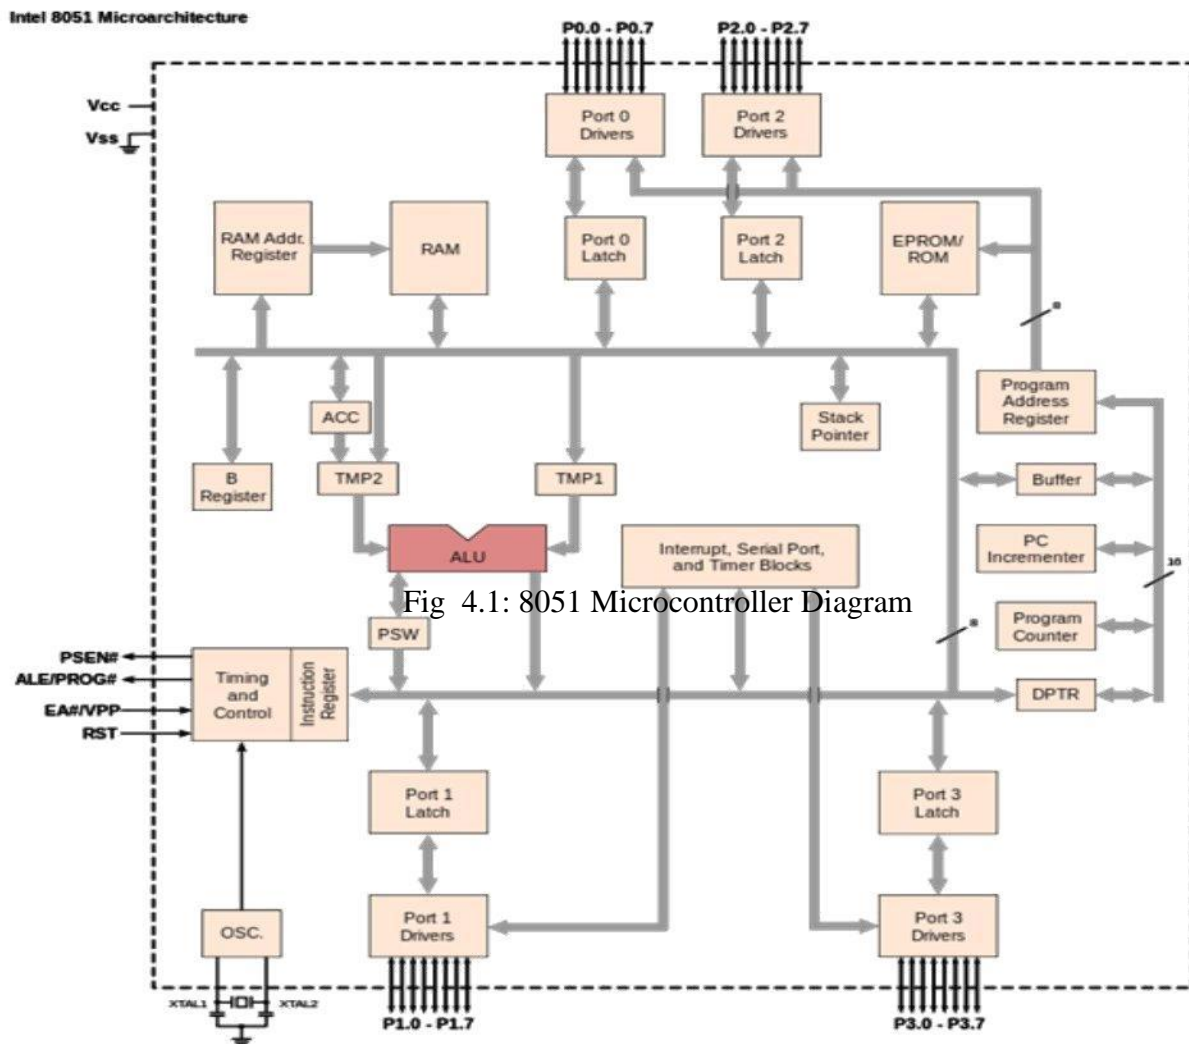 Intel 8051 Microarchitecture
P0.0 - P0.7
P2.0 - P2.7
Vcc
Vss
Port 0
Drivers
Port 2
Drivers
RAM Addr.
Register
RAM
Port 0
Latch
Port 2
Latch
EPROM/
ROM
8
Program
Address
Register
ACC
Stack
Pointer
B
Register
TMP2
TMP1
Buffer
ALU
Interrupt, Serial Port,
and Timer Blocks
PC
Incrementer
16
Fig 4.1: 8051 Microcontroller Diagram
PSW
8
Program
Counter
PSEN#
ALE/PROG#
EA#/VPP
RST
Timing
and
Control
Instruction
Register
DPTR
Port 1
Latch
Port 3
Latch
OSC.
Port 1
Drivers
Port 3
Drivers
XTAL1
XTAL2
P1.0 - P1.7
P3.0 - P3.7